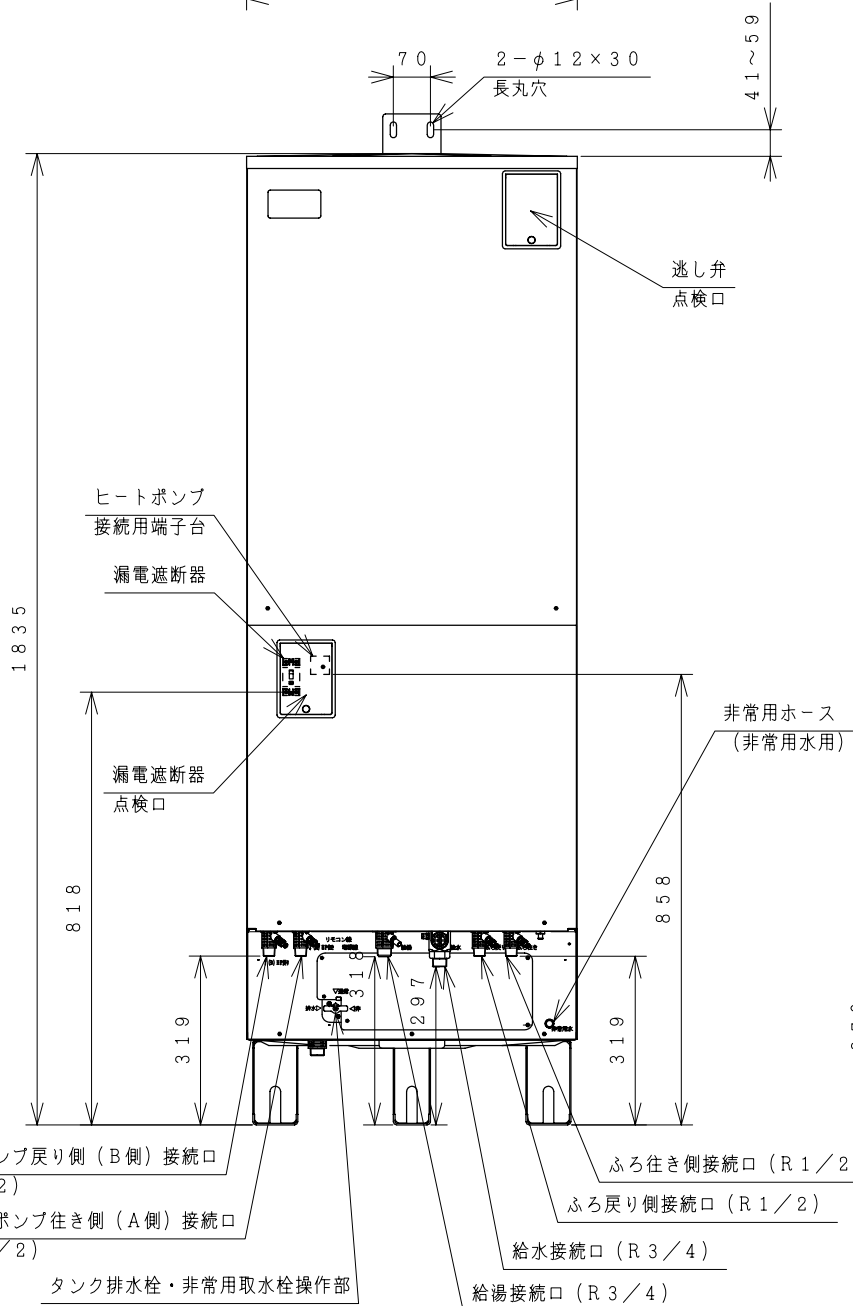 70
2-φ12×30
長丸穴
41~59
逃し弁
点検口
ヒートポンプ
接続用端子台
漏電遮断器
1835
漏電遮断器
点検口
非常用ホース
(非常用水用)
818
858
リモコン線
319
318
297
319
ンプ戻り側(B側)接続口
2)
ポンプ往き側(A側)接続口
/2)
タンク排水栓・非常用取水栓操作部
ふろ往き側接続口(R1/2
ふろ戻り側接続口(R1/2)
給水接続口(R3/4)
給湯接続口(R3/4)